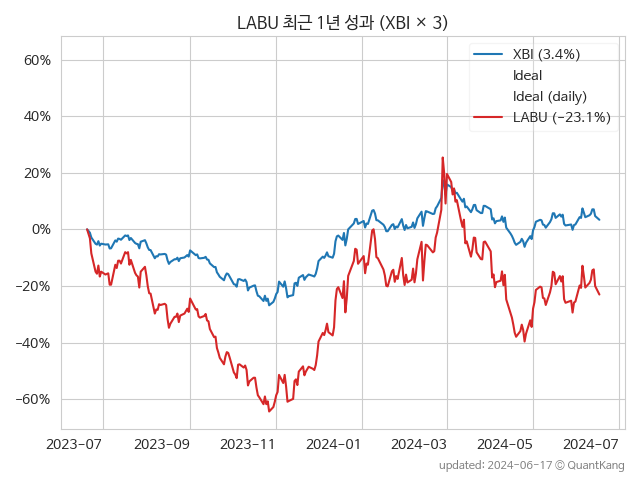 LABU 최근 1년 성과 (XBI × 3)
XBI (3.4%)
Ideal
Ideal (daily)
LABU (−23.1%)
60%
40%
20%
0%
−20%
−40%
−60%
2023-07 2023-09 2023-11 2024-01 2024-03 2024-05 2024-07
updated: 2024-06-17 © QuantKang